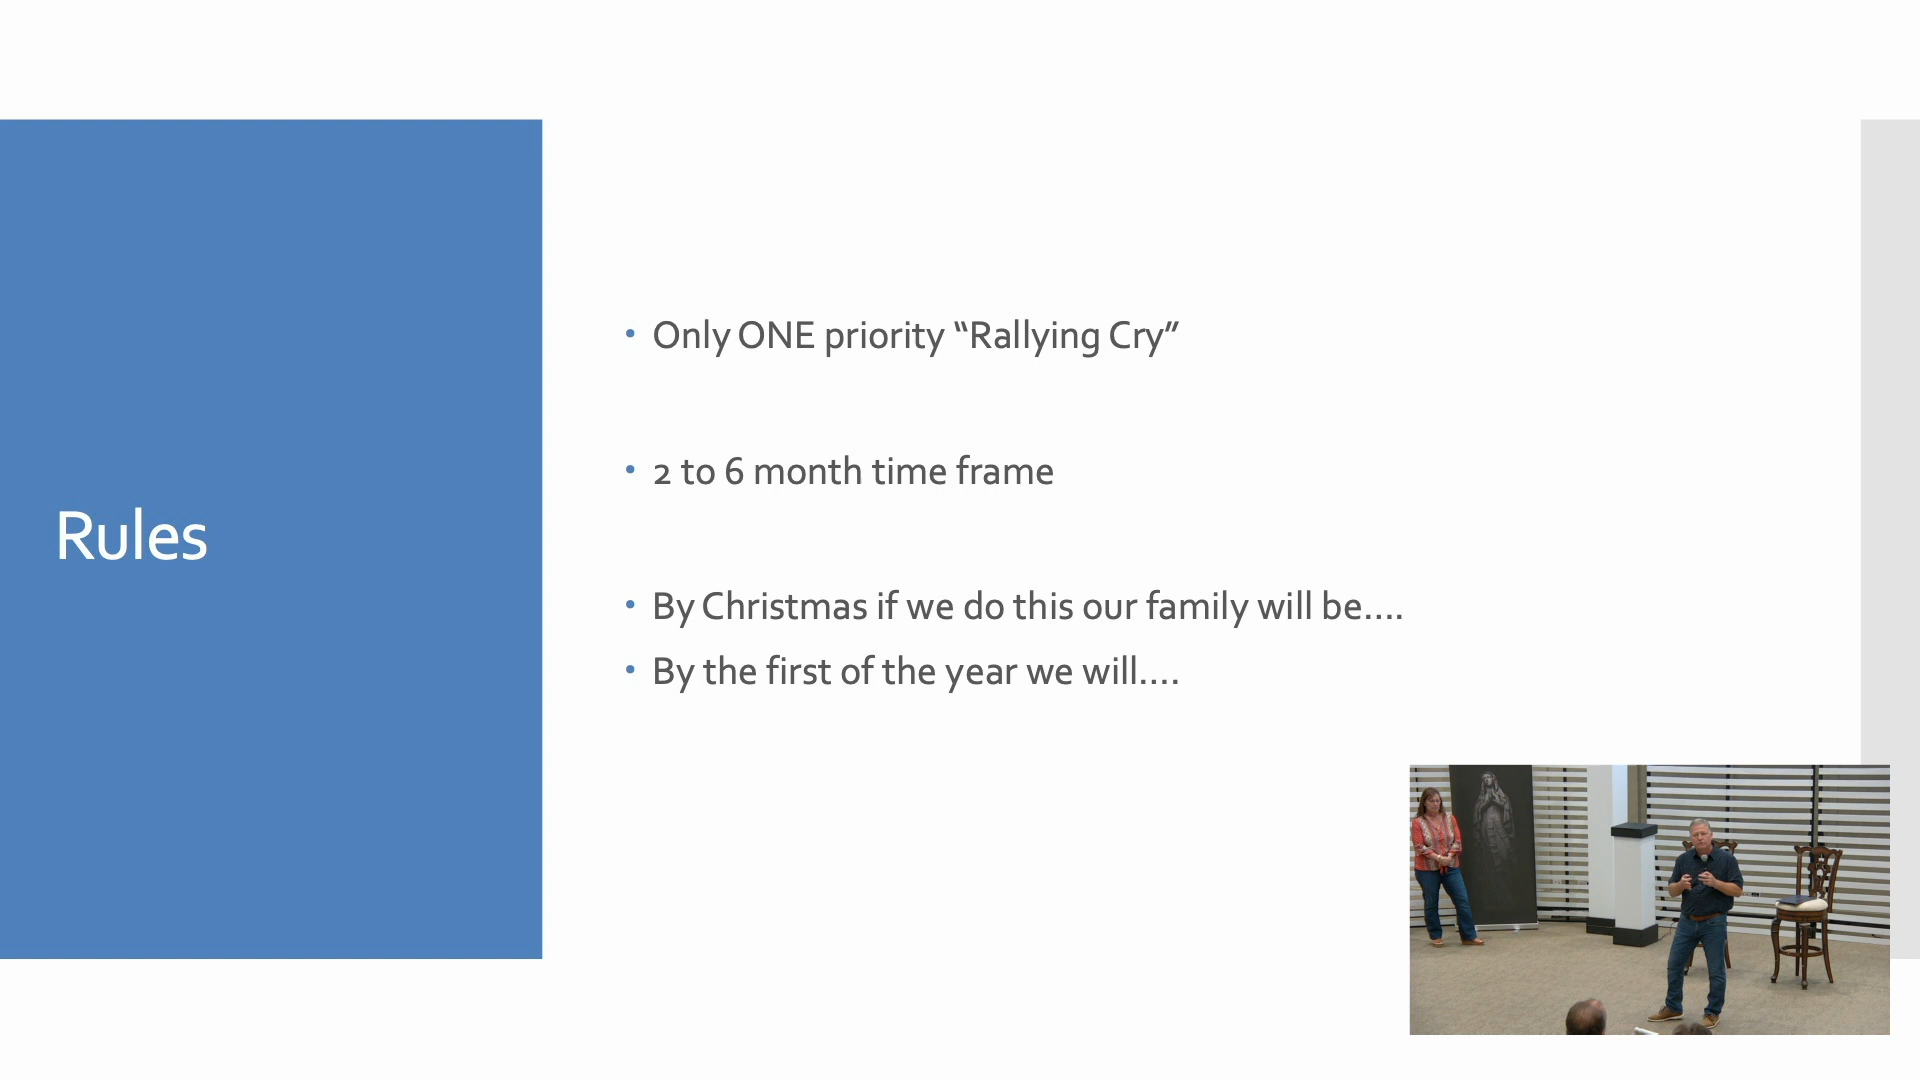 Rules
• Only ONE priority “Rallying Cry”
• 2 to 6 month time frame
• By Christmas if we do this our family will be….
• By the first of the year we will….